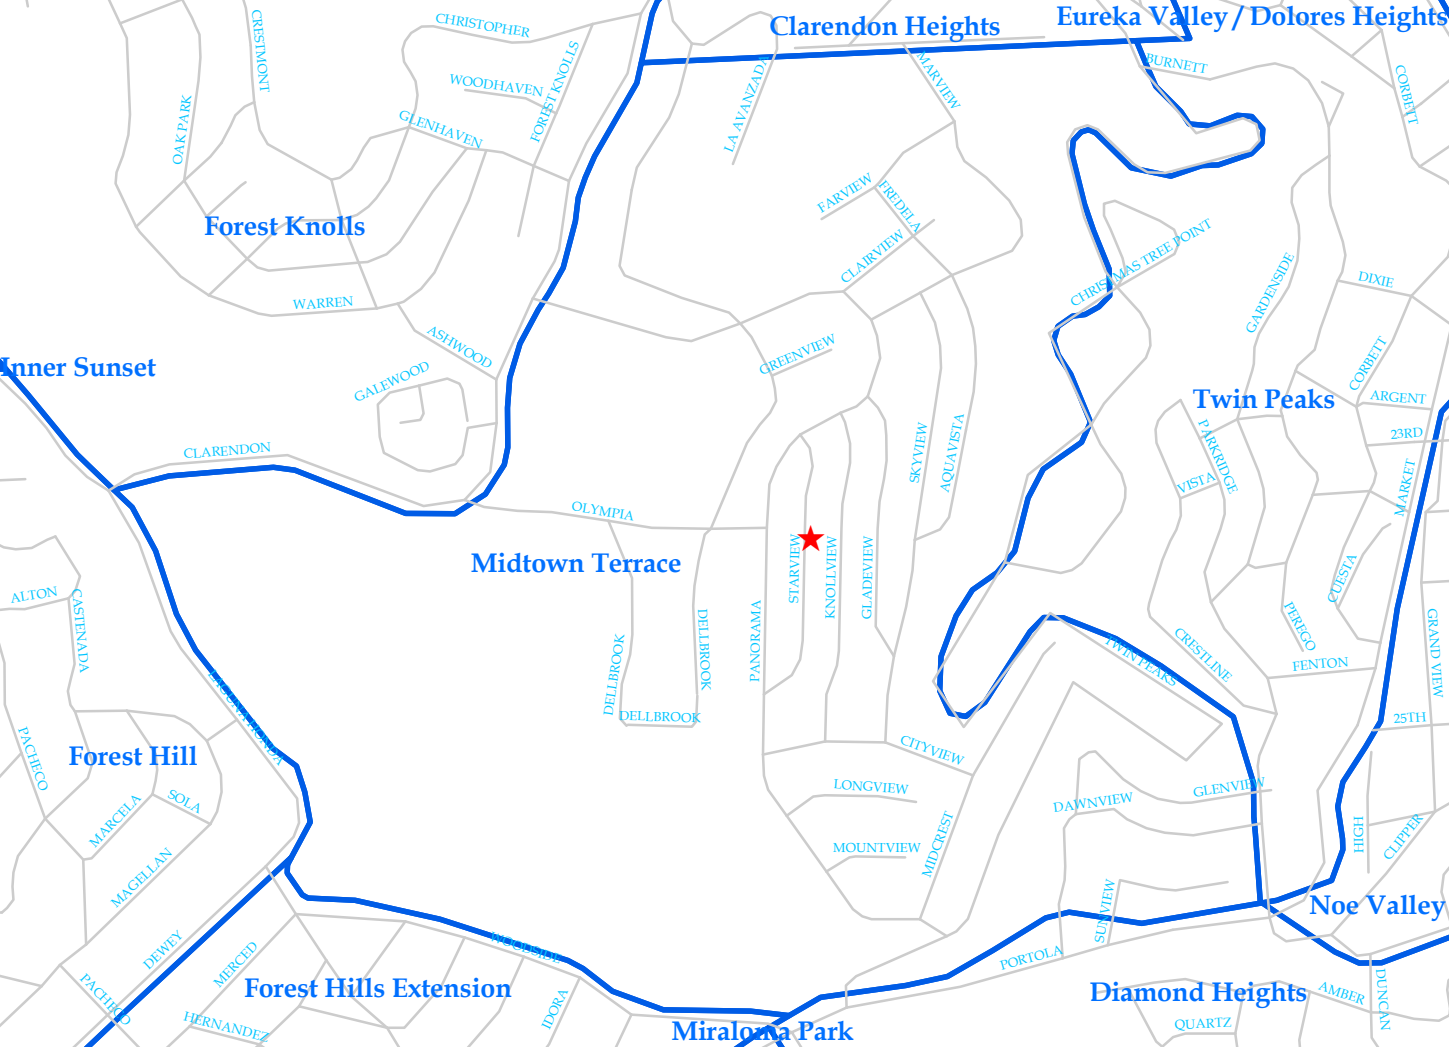 Clarendon Heights
Eureka Valley / Dolores Heights
CHRISTOPHER
CRESTMONT
FOREST KNOLLS
WOODHAVEN
OAK PARK
GLENHAVEN
LA AVANZADA
MARVIEW
BURNETT
CORBETT
Forest Knolls
FARVIEW
FREDELA
CLAIRVIEW
CHRISTMAS TREE POINT
GARDENSIDE
DIXIE
WARREN
ASHWOOD
GREENVIEW
CORBETT
Inner Sunset
GALEWOOD
Twin Peaks
ARGENT
23RD
CLARENDON
SKYVIEW
AQUAVISTA
PARKRIDGE
VISTA
MARKET
OLYMPIA
Midtown Terrace
STARVIEW
KNOLLVIEW
GLADEVIEW
CUESTA
ALTON
CASTENADA
PANORAMA
DELLBROOK
DELLBROOK
DELLBROOK
PEREGO
GRAND VIEW
CRESTLINE
TWIN PEAKS
FENTON
LAGUNA HONDA
25TH
PACHECO
Forest Hill
CITYVIEW
LONGVIEW
GLENVIEW
DAWNVIEW
SOLA
MARCELA
MOUNTVIEW
MIDCREST
HIGH
CLIPPER
MAGELLAN
SUNVIEW
Noe Valley
DEWEY
MERCED
WOODSIDE
PORTOLA
PACHECO
Forest Hills Extension
IDORA
Diamond Heights
AMBER
DUNCAN
HERNANDEZ
Miraloma Park
QUARTZ